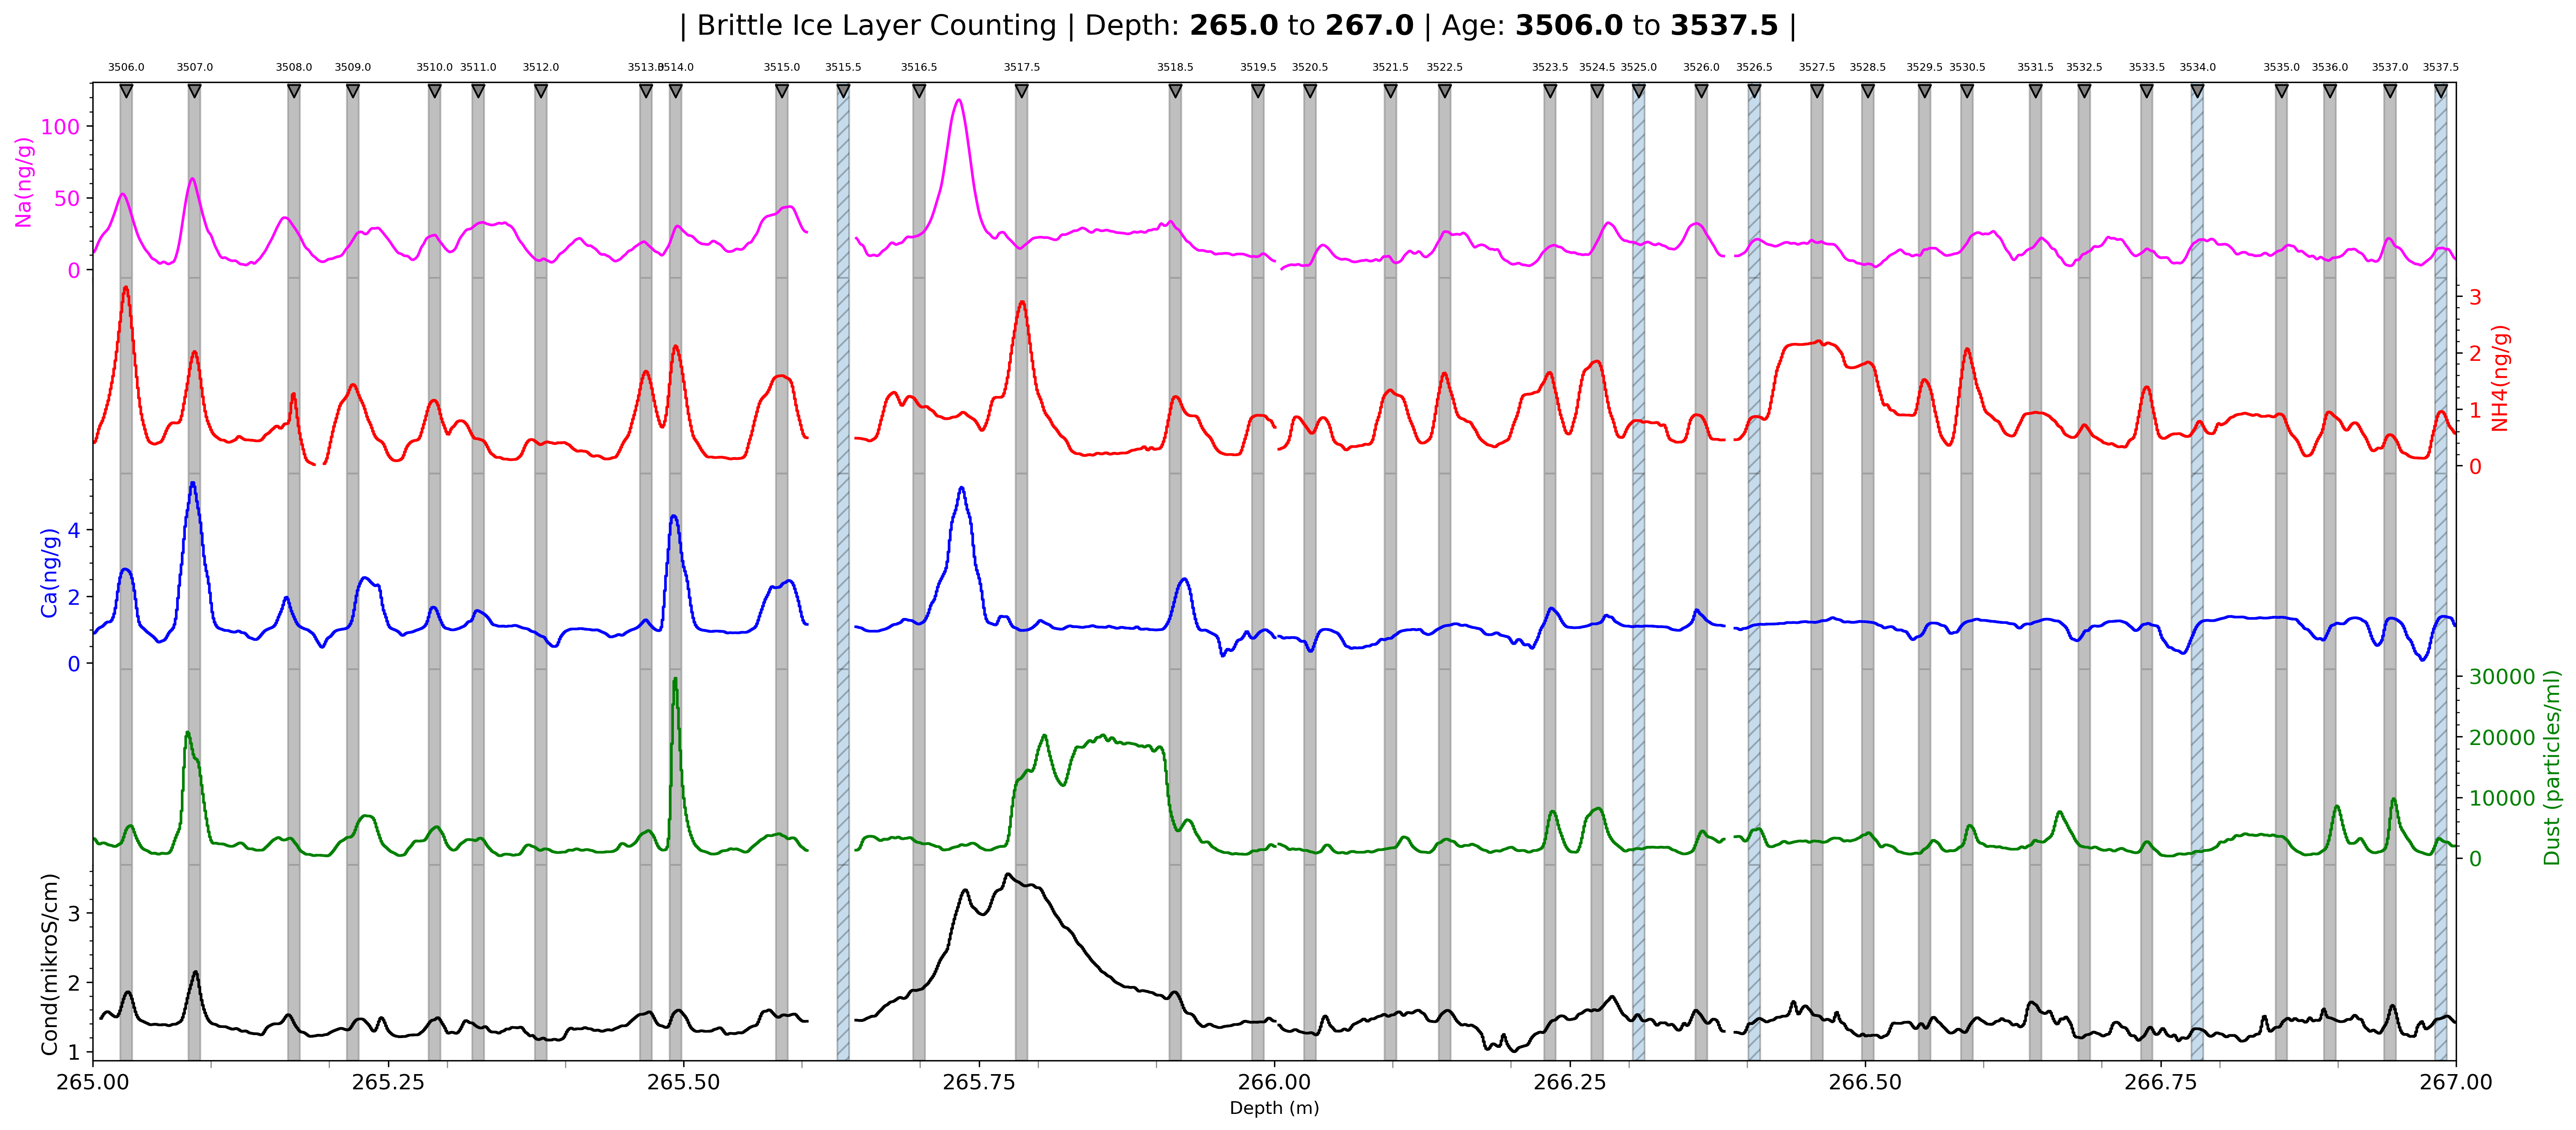 | Brittle Ice Layer Counting | Depth: 265.0 to 267.0 | Age: 3506.0 to 3537.5 |
3506.0 3507.0 3508.0 3509.0 3510.0 3511.0 3512.0 3513.0 3514.0 3515.0 3515.5 3516.5 3517.5 3518.5 3519.5 3520.5 3521.5 3522.5 3523.5 3524.5 3525.0 3526.0 3526.5 3527.5 3528.5 3529.5 3530.5 3531.5 3532.5 3533.5 3534.0 3535.0 3536.0 3537.0 3537.5
Na(ng/g)
100
50
0
NH4(ng/g)
3
2
1
0
Ca(ng/g)
4
2
0
Dust (particles/ml)
30000
20000
10000
0
Cond(mikroS/cm)
3
2
1
265.00 265.25 265.50 265.75 266.00 266.25 266.50 266.75 267.00
Depth (m)